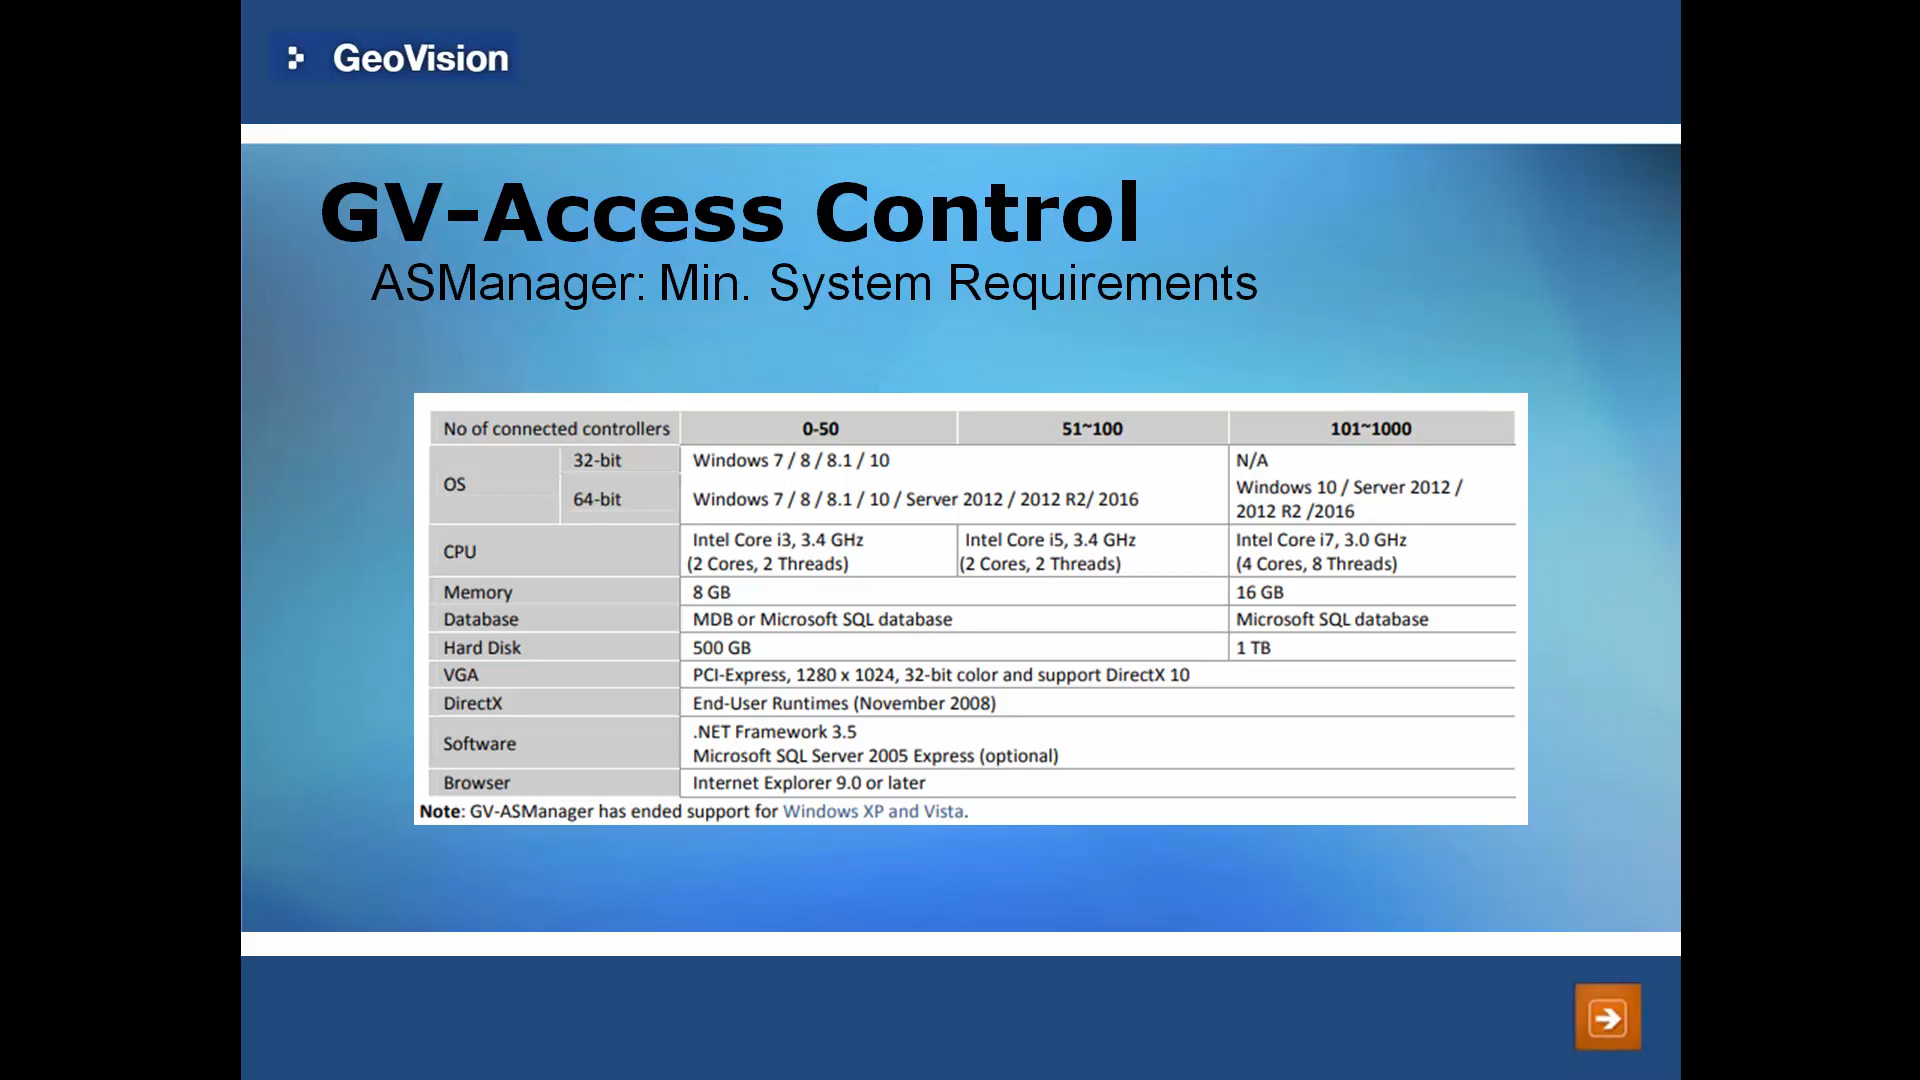 GeoVision
GV-Access Control
ASManager: Min. System Requirements
No of connected controllers 0-50 51~100 101~1000
OS 32-bit Windows 7 / 8 / 8.1 / 10 N/A
64-bit Windows 7 / 8 / 8.1 / 10 / Server 2012 / 2012 R2/ 2016 Windows 10 / Server 2012 /
2012 R2 /2016
CPU Intel Core i3, 3.4 GHz Intel Core i5, 3.4 GHz Intel Core i7, 3.0 GHz
(2 Cores, 2 Threads) (2 Cores, 2 Threads) (4 Cores, 8 Threads)
Memory 8 GB 16 GB
Database MDB or Microsoft SQL database Microsoft SQL database
Hard Disk 500 GB 1 TB
VGA PCI-Express, 1280 x 1024, 32-bit color and support DirectX 10
DirectX End-User Runtimes (November 2008)
Software .NET Framework 3.5
Microsoft SQL Server 2005 Express (optional)
Browser Internet Explorer 9.0 or later
Note: GV-ASManager has ended support for Windows XP and Vista.